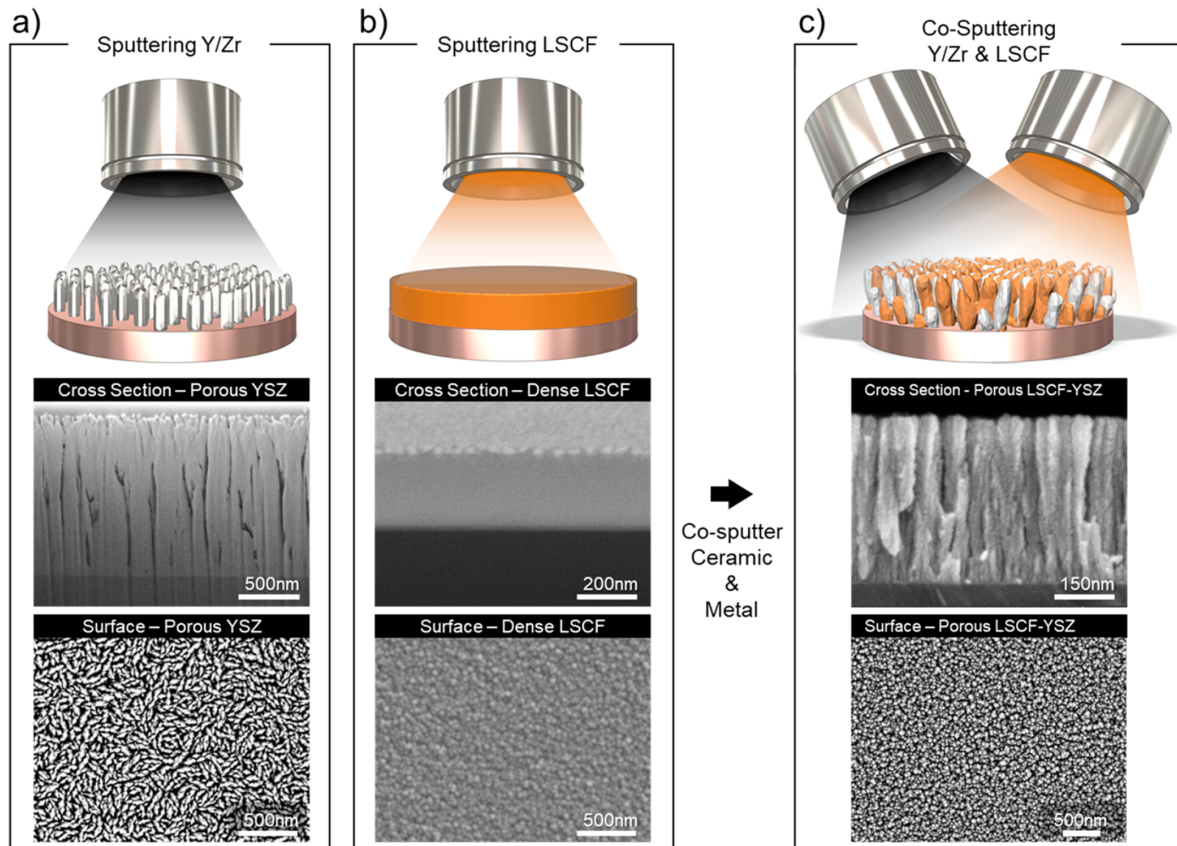 a)
Sputtering Y/Zr
Cross Section – Porous YSZ
500nm
Surface – Porous YSZ
500nm
b)
Sputtering LSCF
Cross Section – Dense LSCF
200nm
Surface – Dense LSCF
500nm
Co-sputter
Ceramic
&
Metal
c)
Co-Sputtering
Y/Zr & LSCF
Cross Section - Porous LSCF-YSZ
150nm
Surface – Porous LSCF-YSZ
500nm